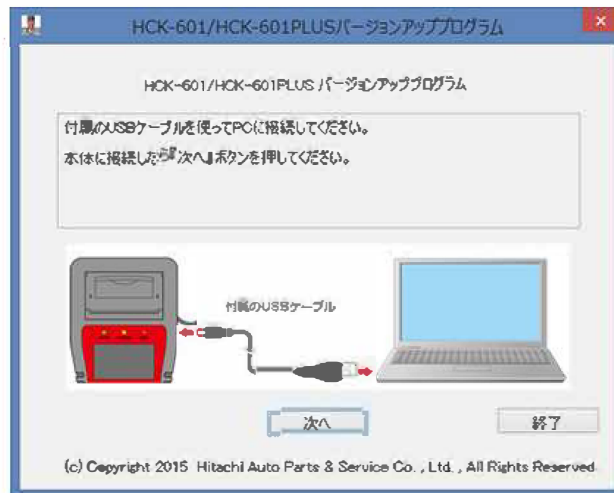 HCK-601/HCK-601PLUSバージョンアッププログラム
HCK-601/HCK-601PLUS バージョンアッププログラム
付属のUSBケーブルを使ってPCに接続してください。
本体に接続したら『次へ』ボタンを押してください。
付属のUSBケーブル
次へ
終了
(c) Copyright 2015 Hitachi Auto Parts & Service Co. , Ltd. , All Rights Reserved